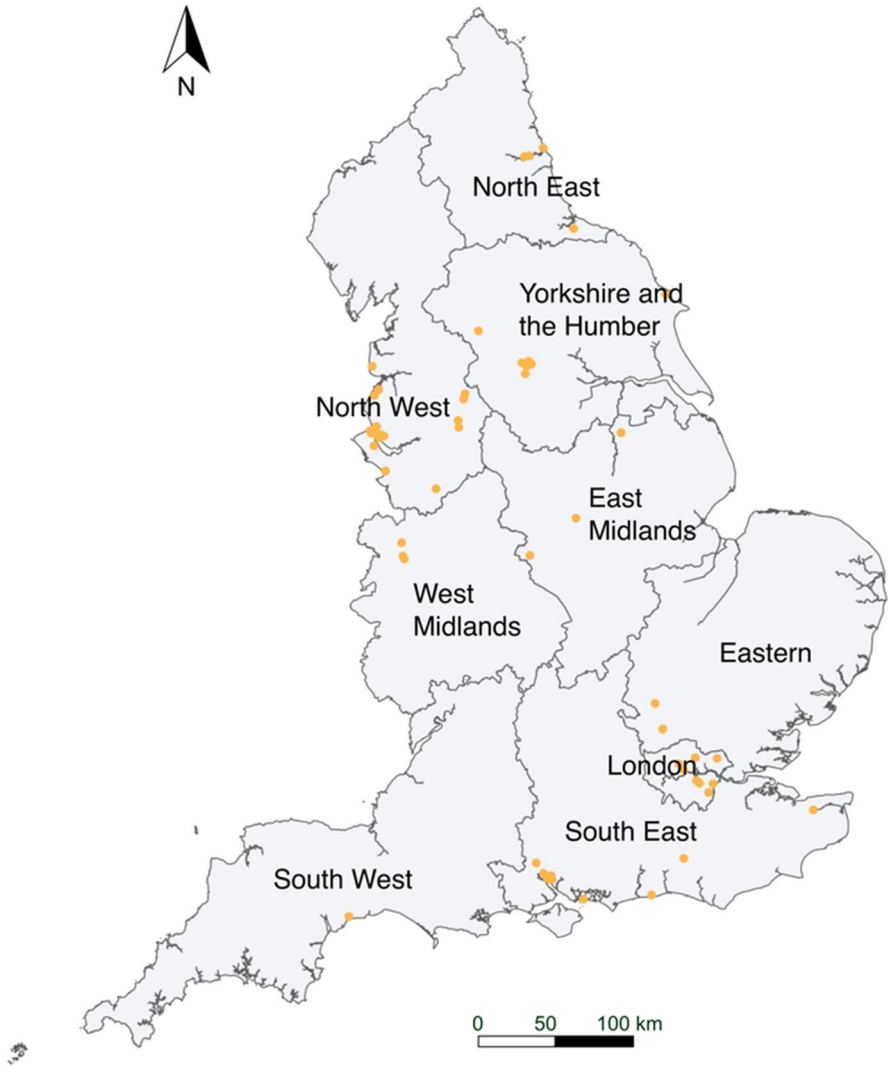 N
North East
Yorkshire and
the Humber
North West
East
Midlands
West
Midlands
Eastern
London
South East
South West
0 50 100 km